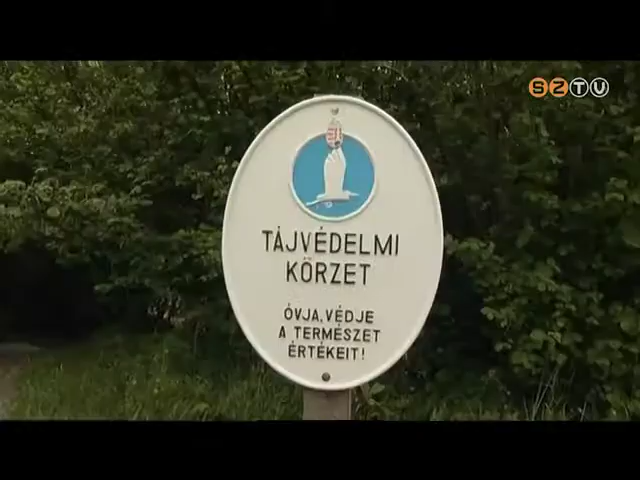 SZTV
TÁJVÉDELMI
KÖRZET
ÓVJA, VÉDJE
A TERMÉSZET
ÉRTÉKEIT!